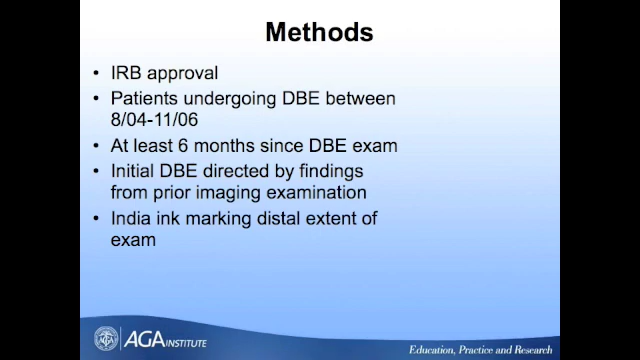 Methods
• IRB approval
• Patients undergoing DBE between
8/04-11/06
• At least 6 months since DBE exam
• Initial DBE directed by findings
from prior imaging examination
• India ink marking distal extent of
exam
AGA INSTITUTE
Education, Practice and Research